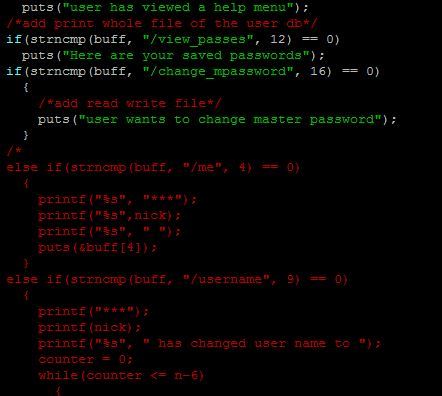 puts("user has viewed a help menu");
/*add print whole file of the user db*/
if(strncmp(buff, "/view_passes", 12) == 0)
puts("Here are your saved passwords");
if(strncmp(buff, "/change_mpassword", 16) == 0)
{
/*add read write file*/
puts("user wants to change master password");
}
/*
else if(strncmp(buff, "/me", 4) == 0)
{
printf("%s", "***");
printf("%s",nick);
printf("%s", " ");
puts(&buff[4]);
}
else if(strncmp(buff, "/username", 9) == 0)
{
printf("***");
printf(nick);
printf("%s", " has changed user name to ");
counter = 0;
while(counter <= n-6)
{